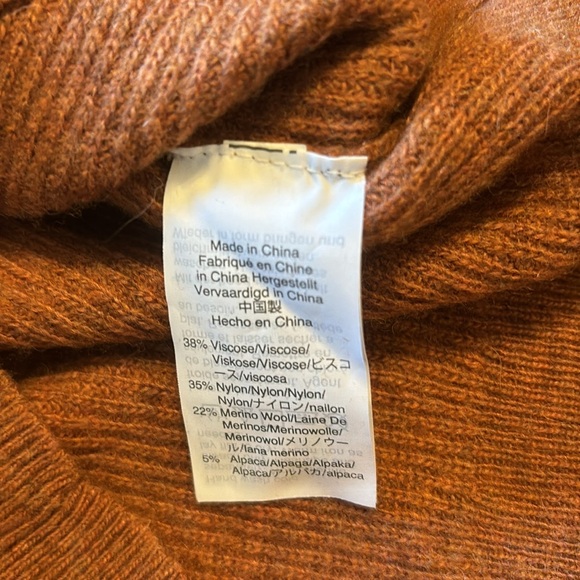 Made in China
Fabriqué en Chine
in China Hergestellt
Vervaardigd in China
中国製
Hecho en China
38% Viscose/Viscose/
Viskose/Viscose/ビスコ
ース/viscosa
35% Nylon/Nylon/Nylon/
Nylon/ナイロン/nailon
22% Merino Wool/Laine De
Merinos/Merinowolle/
Merinowol/メリノウー
ル/lana merino
5% Alpaca/Alpaga/Alpaka/
Alpaca/アルパカ/alpaca